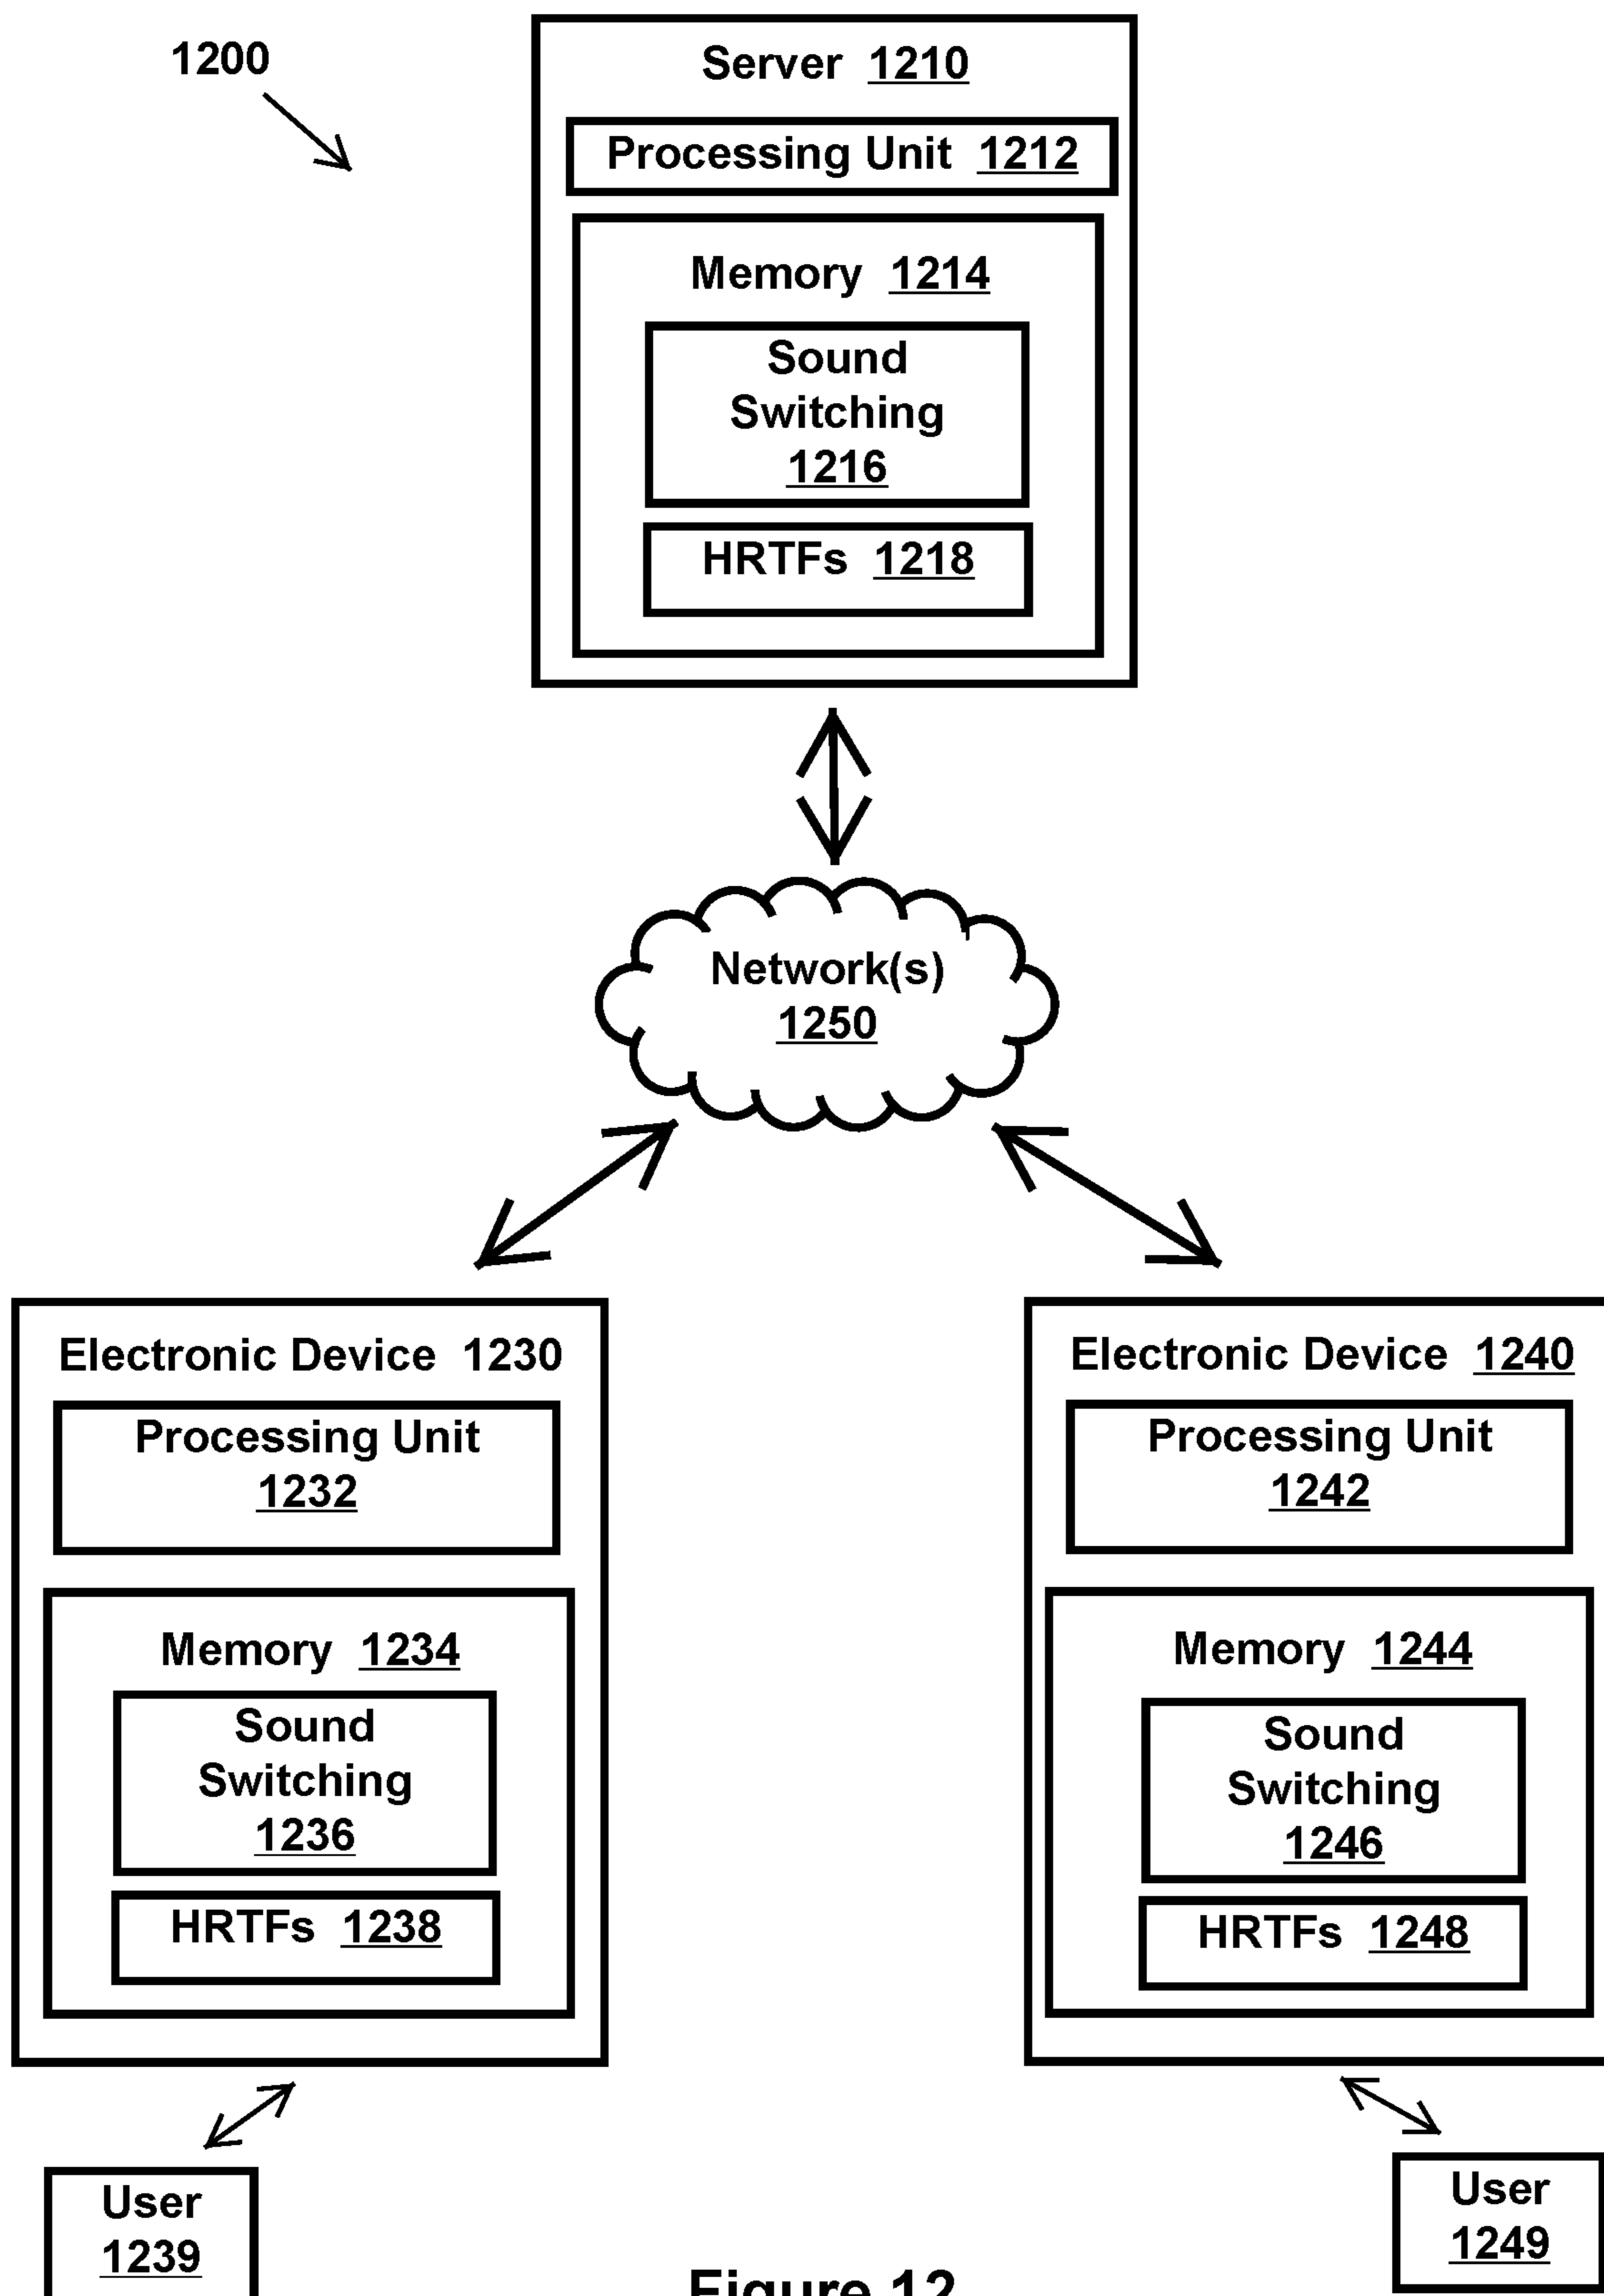 1200
Server 1210
Processing Unit 1212
Memory 1214
Sound
Switching
1216
HRTFs 1218
Network(s)
1250
Electronic Device 1230
Processing Unit
1232
Memory 1234
Sound
Switching
1236
HRTFs 1238
User
1239
Electronic Device 1240
Processing Unit
1242
Memory 1244
Sound
Switching
1246
HRTFs 1248
User
1249
Figure 12